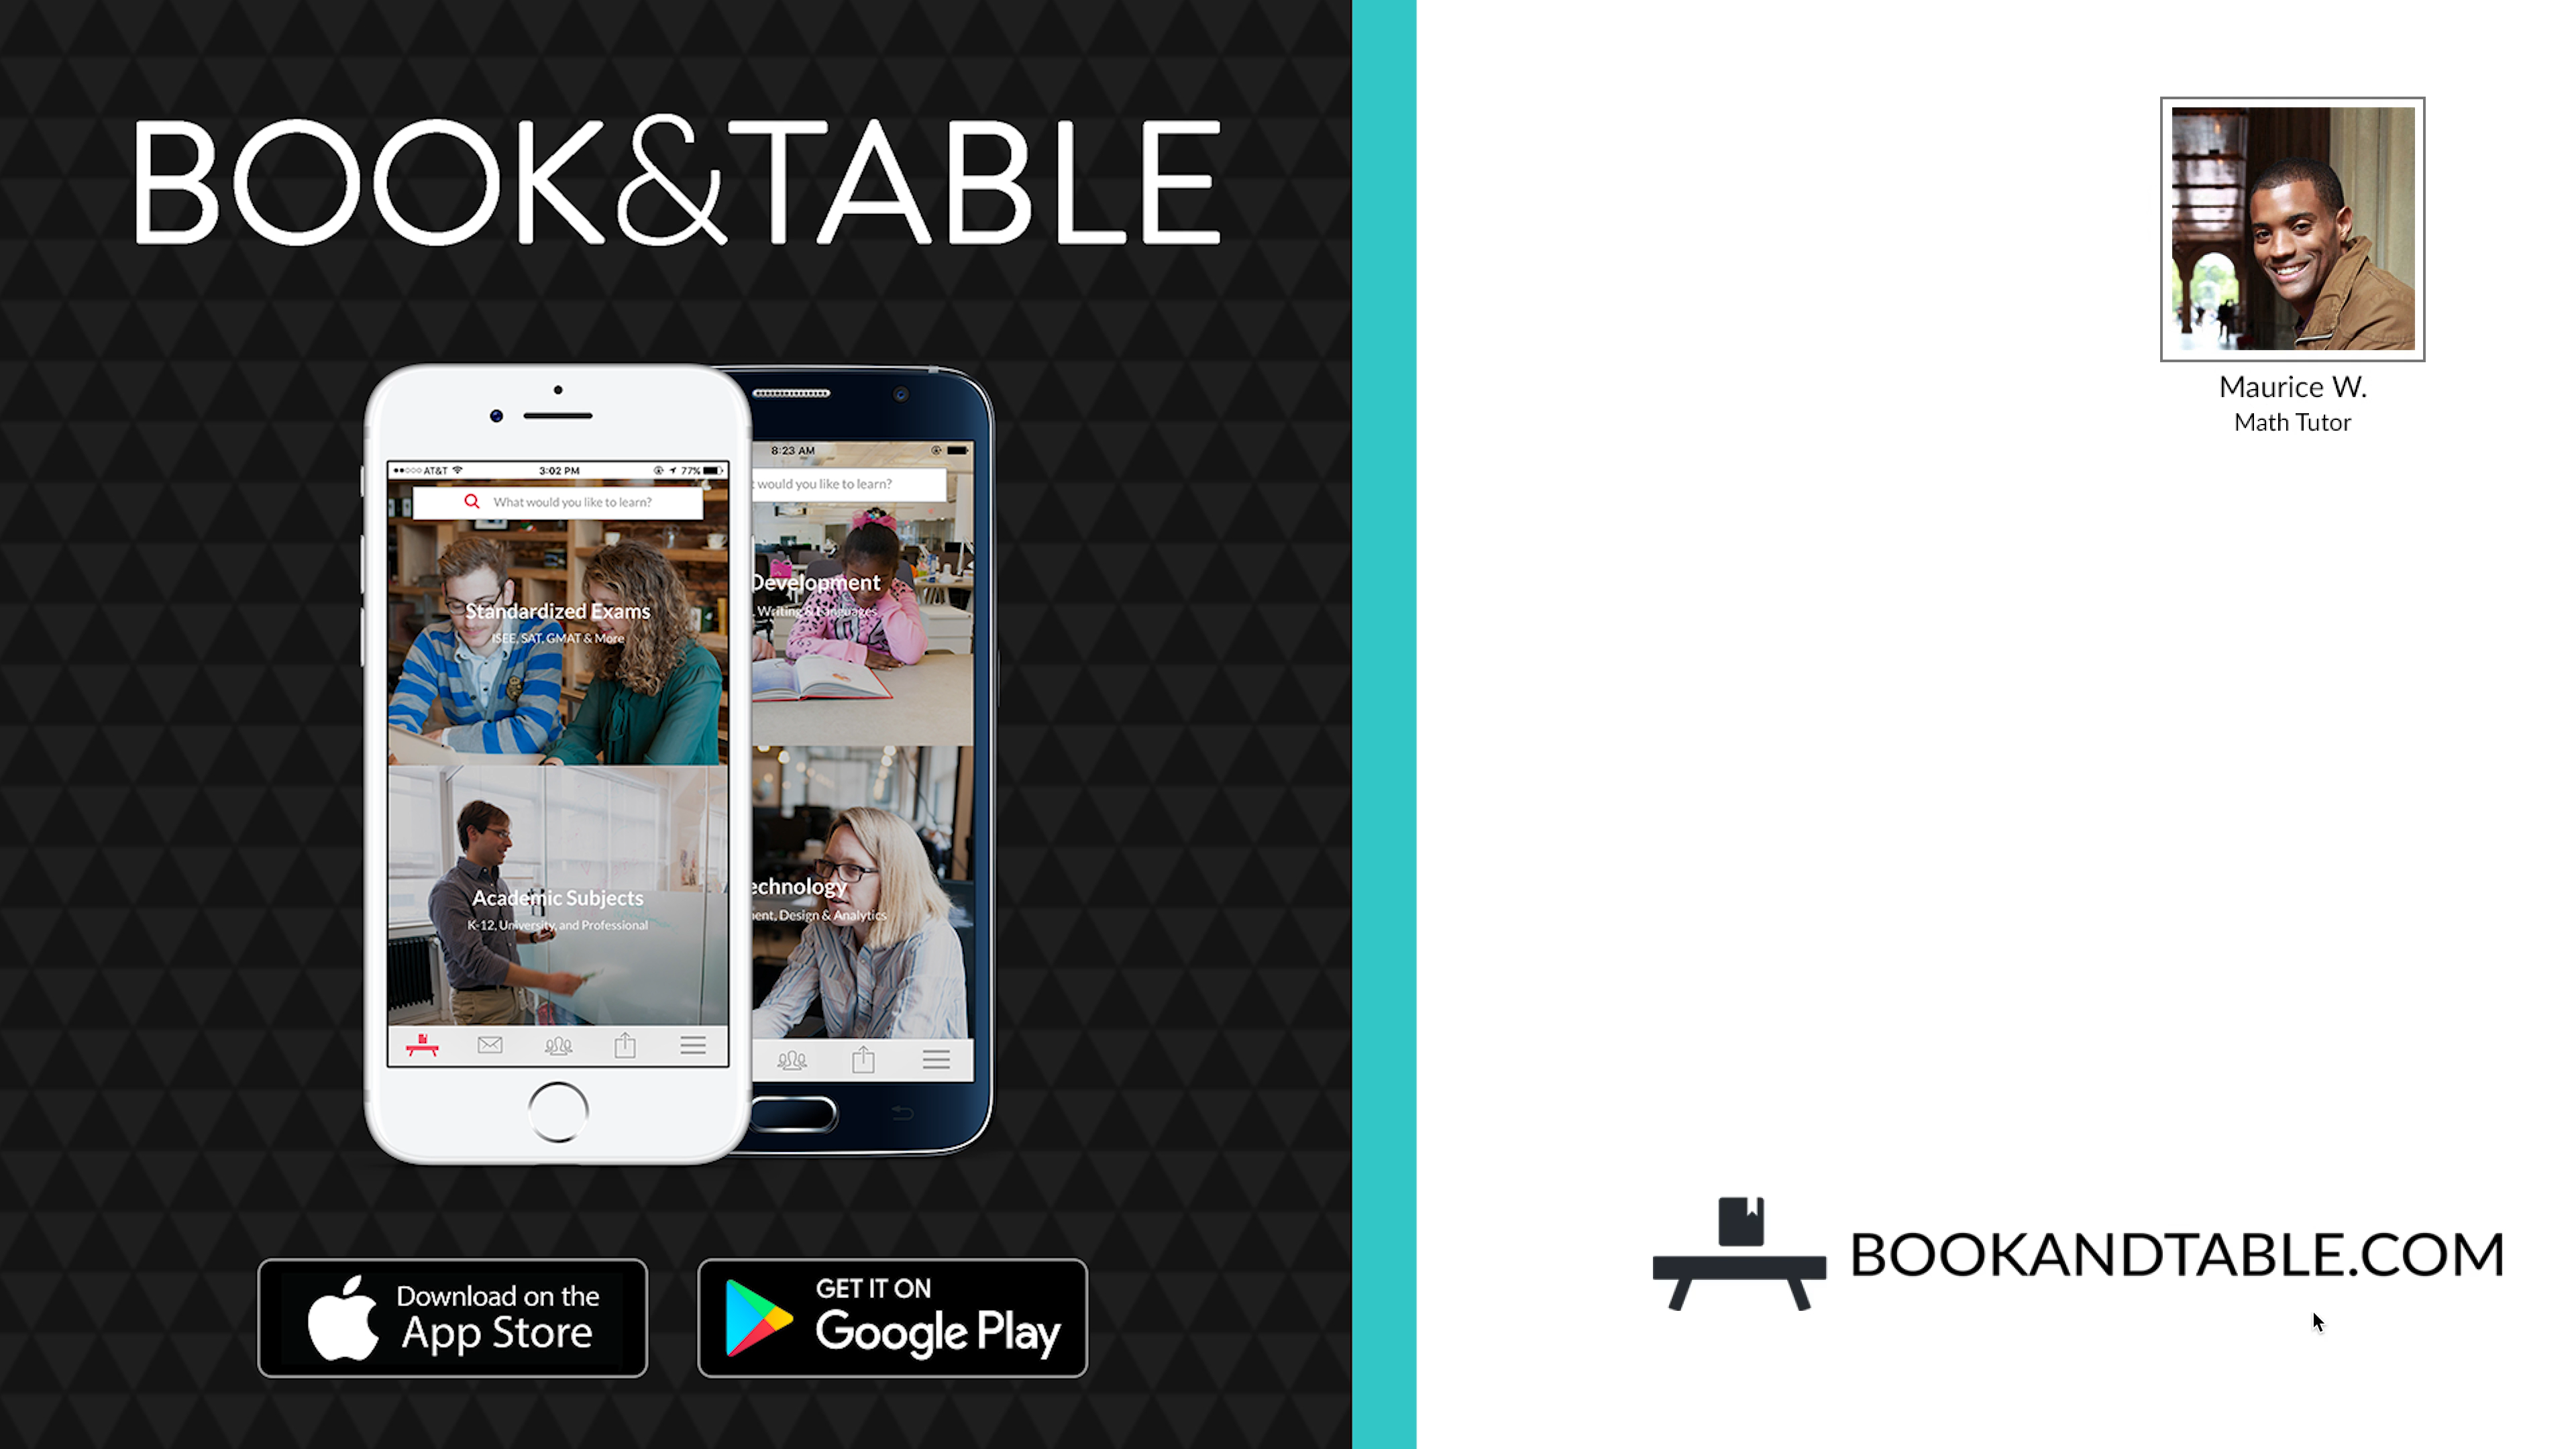 BOOK&TABLE
AT&T 3:02 PM 77%
What would you like to learn?
Standardized Exams
ISEE, SAT, GMAT & More
Academic Subjects
K-12, University, and Professional
8:23 AM
would you like to learn?
Development
Writing & Languages
echnology
ent, Design & Analytics
Download on the
App Store
GET IT ON
Google Play
Maurice W.
Math Tutor
BOOKANDTABLE.COM